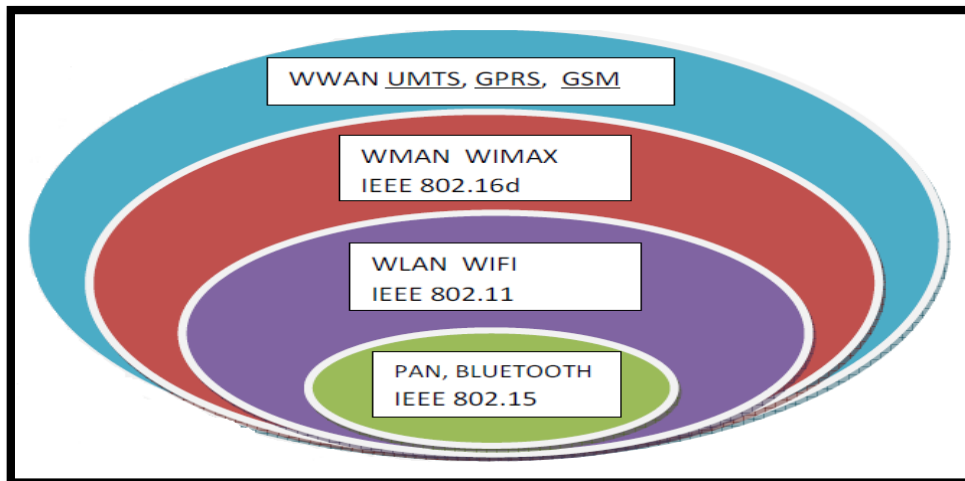 WWAN UMTS, GPRS, GSM
WMAN WIMAX
IEEE 802.16d
WLAN WIFI
IEEE 802.11
PAN, BLUETOOTH
IEEE 802.15